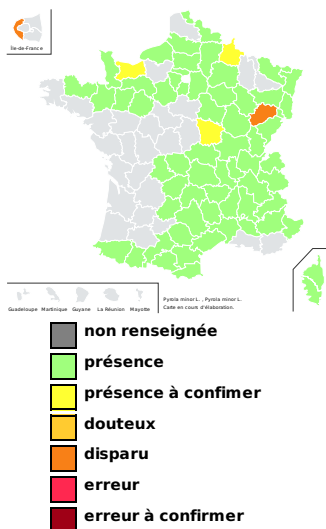 Île-de-France
Guadeloupe Martinique Guyane La Réunion Mayotte
Pyrola minor L. , Pyrola minor L.
Carte en cours d'élaboration.
non renseignée
présence
présence à confimer
douteux
disparu
erreur
erreur à confirmer